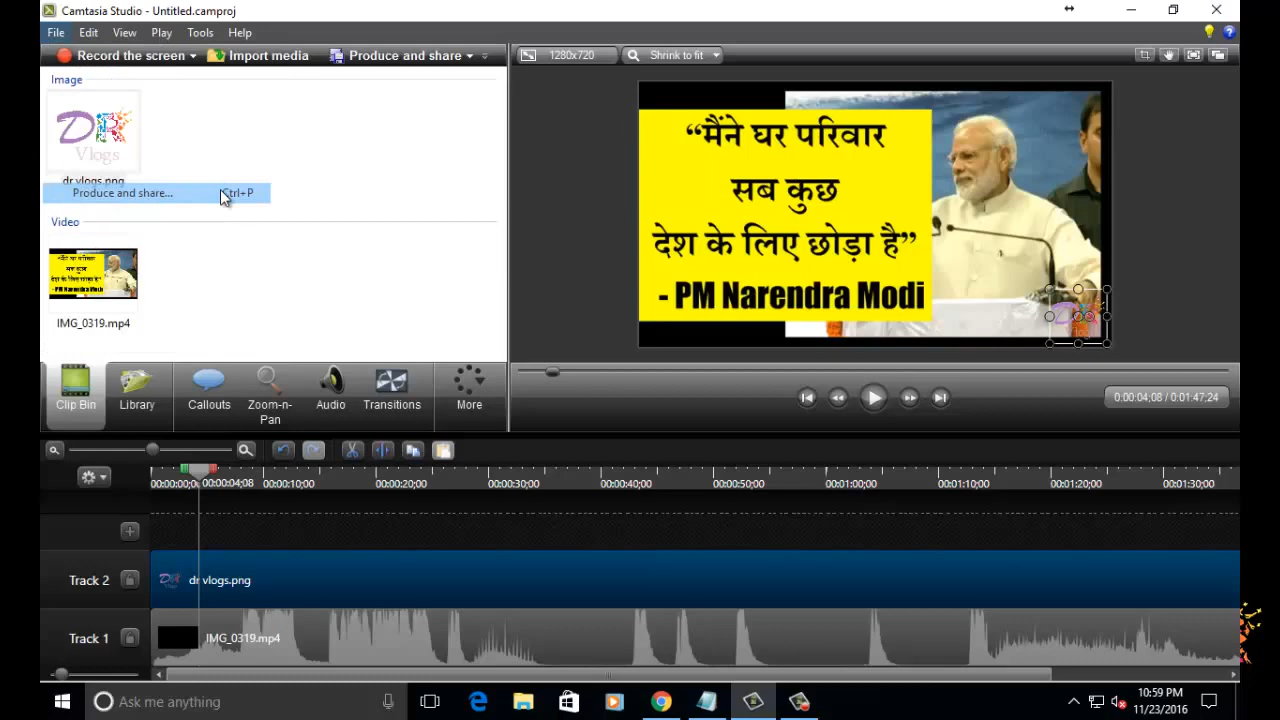 Camtasia Studio - Untitled.camproj
File Edit View Play Tools Help
Record the screen Import media Produce and share
1280x720 Shrink to fit
Image
DR
Vlogs
dr vlogs.png
Produce and share... Ctrl+P
Video
IMG_0319.mp4
“मैंने घर परिवार
सब कुछ
देश के लिए छोड़ा है”
- PM Narendra Modi
Clip Bin Library Callouts Zoom-n-Pan Audio Transitions More
0:00:04;08 / 0:01:47;24
00:00:00;00 00:00:04;08 00:00:10;00 00:00:20;00 00:00:30;00 00:00:40;00 00:00:50;00 00:01:00;00 00:01:10;00 00:01:20;00 00:01:30;00
Track 2 dr vlogs.png
Track 1 IMG_0319.mp4
Ask me anything
10:59 PM
11/23/2016